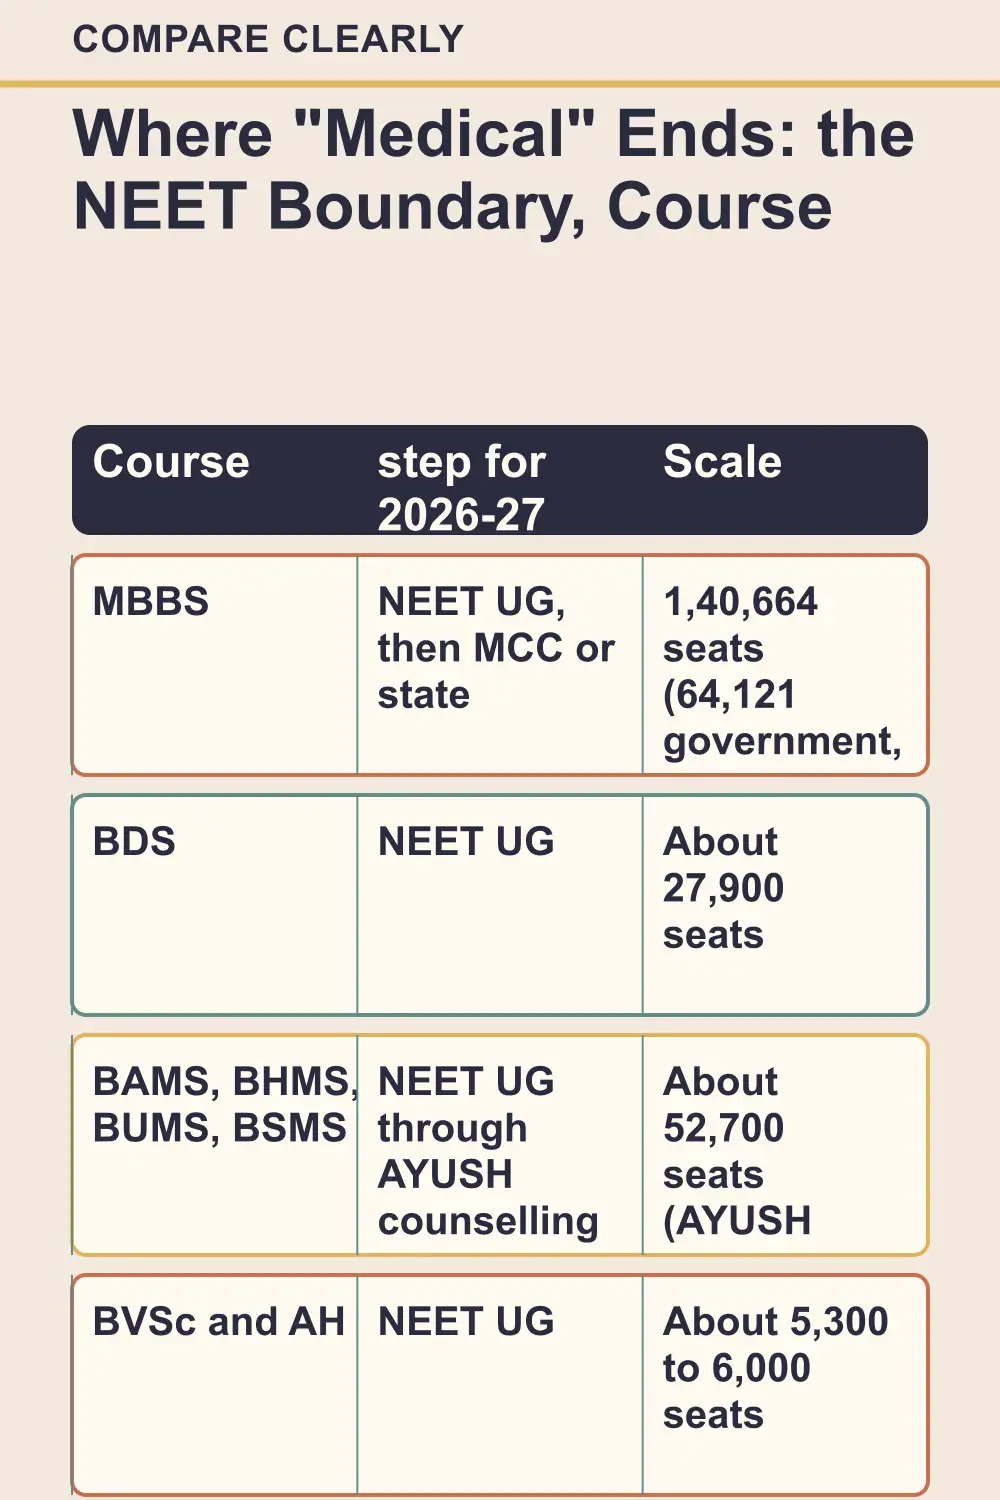 COMPARE CLEARLY
Where "Medical" Ends: the
NEET Boundary, Course
Course
step for
2026-27
Scale
MBBS
NEET UG,
then MCC or
state
1,40,664
seats
(64,121
government,
BDS
NEET UG
About
27,900
seats
BAMS, BHMS,
BUMS, BSMS
NEET UG
through
AYUSH
counselling
About
52,700
seats
(AYUSH
BVSc and AH
NEET UG
About 5,300
to 6,000
seats